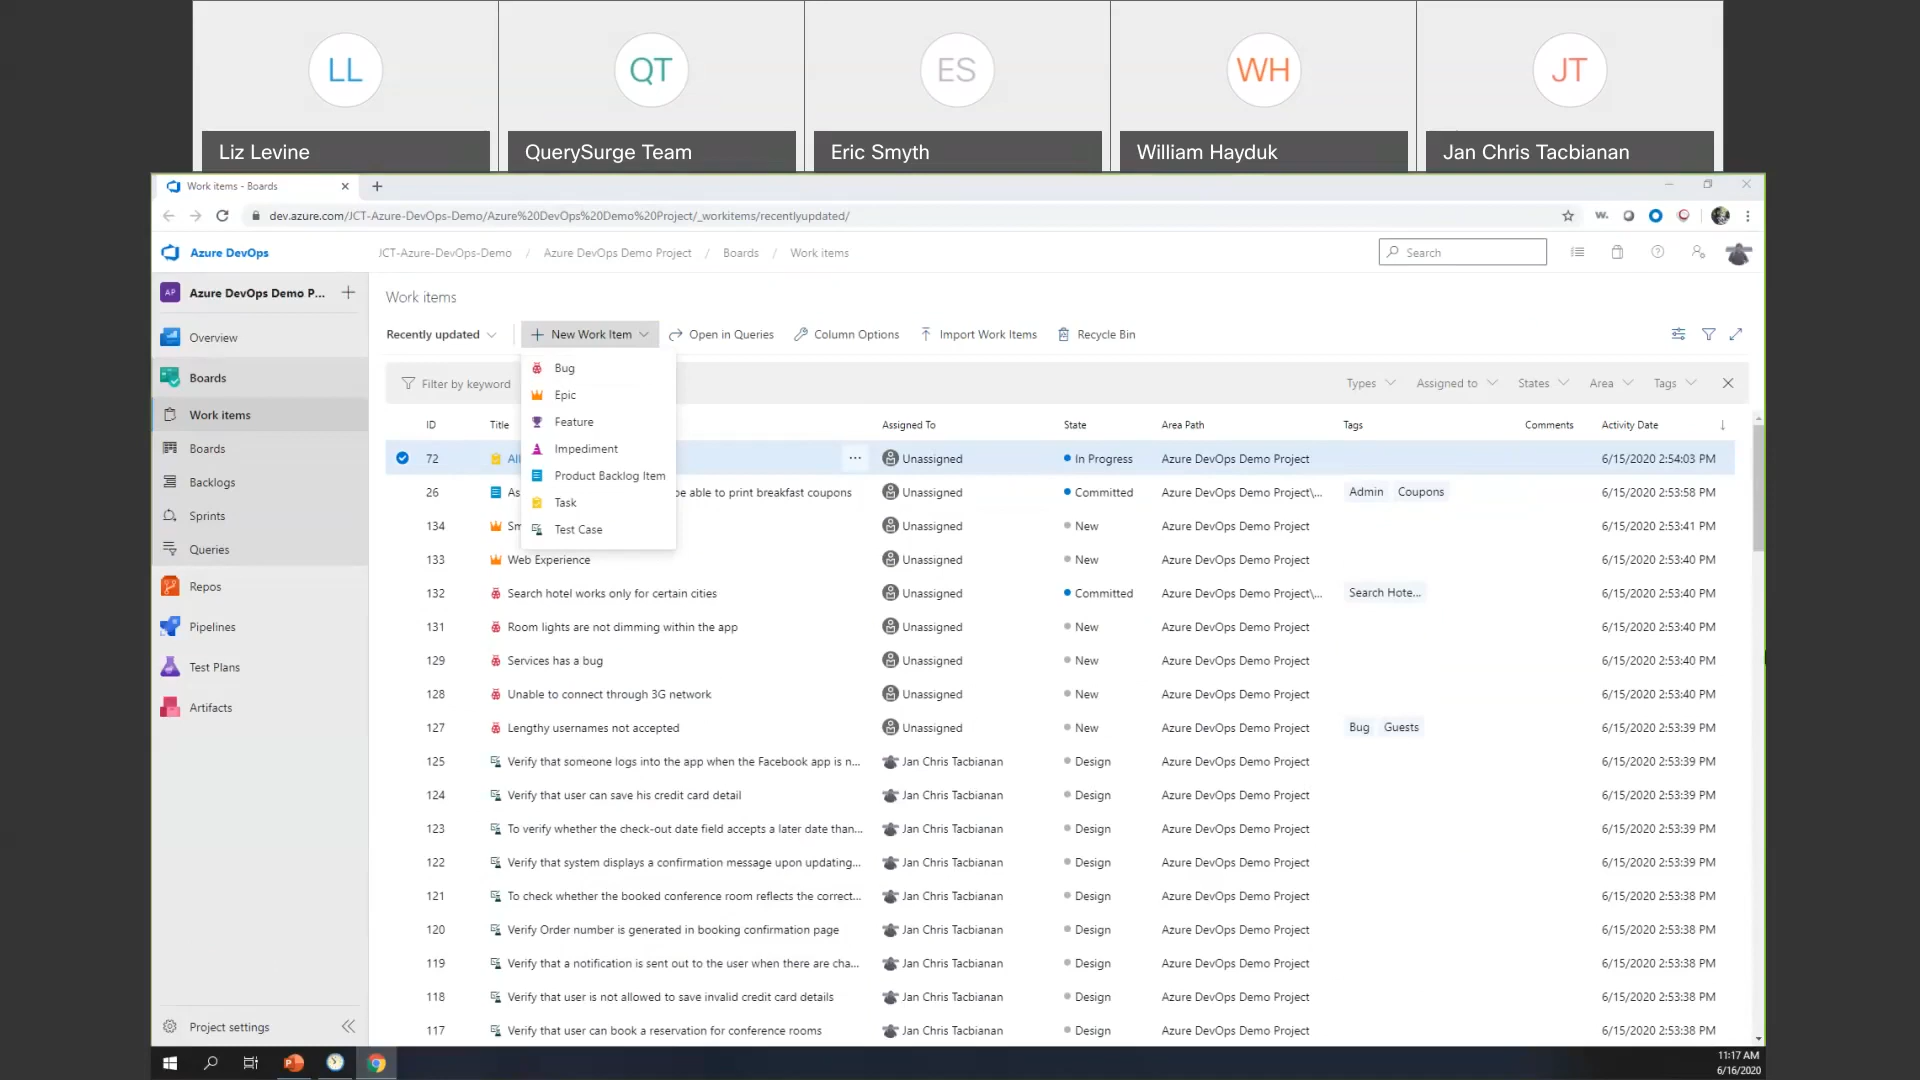 LL QT ES WH JT
Liz Levine QuerySurge Team Eric Smyth William Hayduk Jan Chris Tacbianan
Work items - Boards
dev.azure.com/JCT-Azure-DevOps-Demo/Azure%20DevOps%20Demo%20Project/_workitems/recentlyupdated/
W.
Azure DevOps JCT-Azure-DevOps-Demo / Azure DevOps Demo Project / Boards / Work items Search
AP Azure DevOps Demo P...
Overview
Boards
Work items
Boards
Backlogs
Sprints
Queries
Repos
Pipelines
Test Plans
Artifacts
Project settings
Work items
Recently updated New Work Item Open in Queries Column Options Import Work Items Recycle Bin
Bug
Epic
Feature
Impediment
Product Backlog Item
Task
Test Case
Filter by keyword Types Assigned to States Area Tags
ID Title Assigned To State Area Path Tags Comments Activity Date
72 All Unassigned In Progress Azure DevOps Demo Project 6/15/2020 2:54:03 PM
26 As be able to print breakfast coupons Unassigned Committed Azure DevOps Demo Project\... Admin Coupons 6/15/2020 2:53:58 PM
134 Sm Unassigned New Azure DevOps Demo Project 6/15/2020 2:53:41 PM
133 Web Experience Unassigned New Azure DevOps Demo Project 6/15/2020 2:53:40 PM
132 Search hotel works only for certain cities Unassigned Committed Azure DevOps Demo Project\... Search Hote... 6/15/2020 2:53:40 PM
131 Room lights are not dimming within the app Unassigned New Azure DevOps Demo Project 6/15/2020 2:53:40 PM
129 Services has a bug Unassigned New Azure DevOps Demo Project 6/15/2020 2:53:40 PM
128 Unable to connect through 3G network Unassigned New Azure DevOps Demo Project 6/15/2020 2:53:40 PM
127 Lengthy usernames not accepted Unassigned New Azure DevOps Demo Project Bug Guests 6/15/2020 2:53:39 PM
125 Verify that someone logs into the app when the Facebook app is n... Jan Chris Tacbianan Design Azure DevOps Demo Project 6/15/2020 2:53:39 PM
124 Verify that user can save his credit card detail Jan Chris Tacbianan Design Azure DevOps Demo Project 6/15/2020 2:53:39 PM
123 To verify whether the check-out date field accepts a later date than... Jan Chris Tacbianan Design Azure DevOps Demo Project 6/15/2020 2:53:39 PM
122 Verify that system displays a confirmation message upon updating... Jan Chris Tacbianan Design Azure DevOps Demo Project 6/15/2020 2:53:39 PM
121 To check whether the booked conference room reflects the correct... Jan Chris Tacbianan Design Azure DevOps Demo Project 6/15/2020 2:53:38 PM
120 Verify Order number is generated in booking confirmation page Jan Chris Tacbianan Design Azure DevOps Demo Project 6/15/2020 2:53:38 PM
119 Verify that a notification is sent out to the user when there are cha... Jan Chris Tacbianan Design Azure DevOps Demo Project 6/15/2020 2:53:38 PM
118 Verify that user is not allowed to save invalid credit card details Jan Chris Tacbianan Design Azure DevOps Demo Project 6/15/2020 2:53:38 PM
117 Verify that user can book a reservation for conference rooms Jan Chris Tacbianan Design Azure DevOps Demo Project 6/15/2020 2:53:38 PM
11:17 AM
6/16/2020